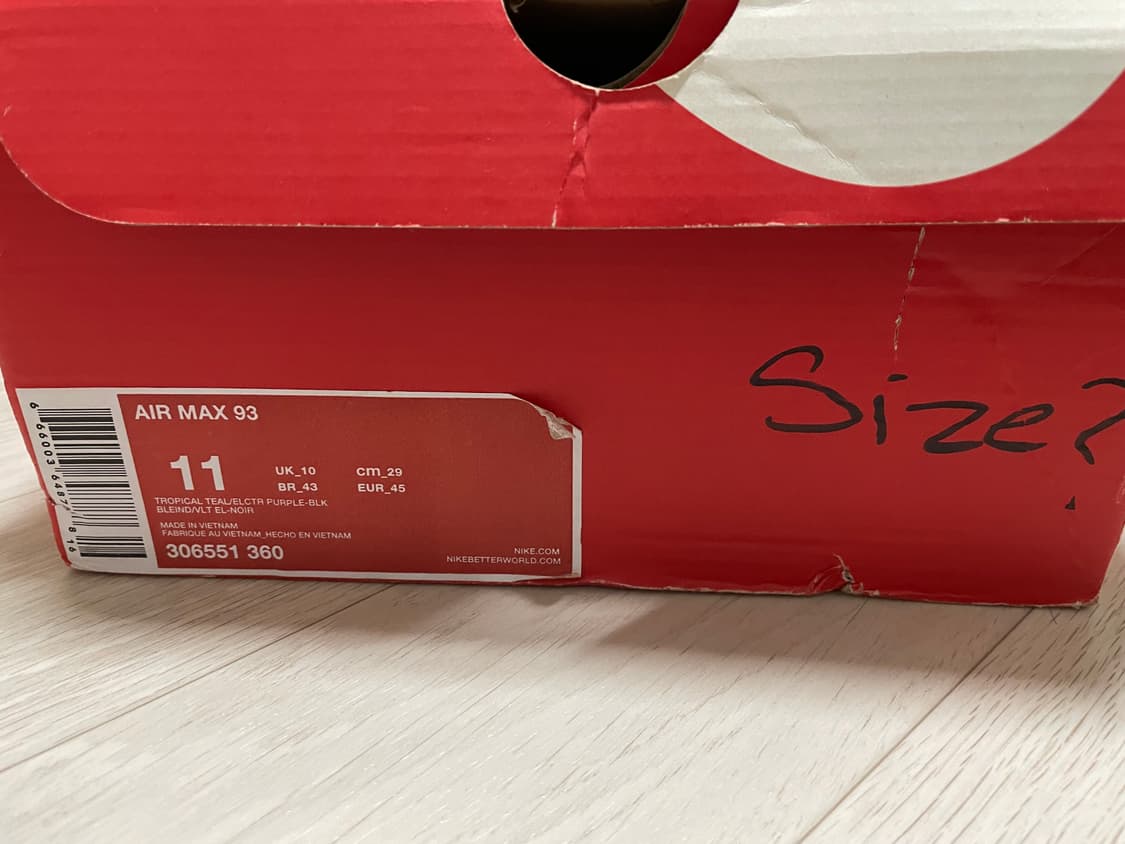 Size?
AIR MAX 93
11
UK_10 cm_29
BR_43 EUR_45
TROPICAL TEAL/ELCTR PURPLE-BLK
BLEIND/VLT EL-NOIR
MADE IN VIETNAM
FABRIQUE AU VIETNAM_HECHO EN VIETNAM
306551 360
NIKE.COM
NIKEBETTERWORLD.COM